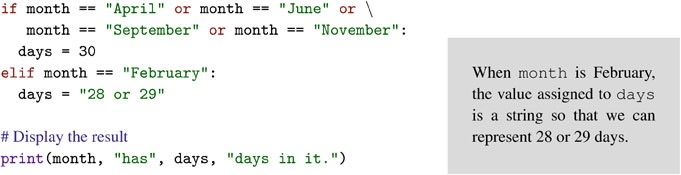 if month == "April" or month == "June" or \
   month == "September" or month == "November":
  days = 30
elif month == "February":
  days = "28 or 29"

# Display the result
print(month, "has", days, "days in it.")

When month is February,
the value assigned to days
is a string so that we can
represent 28 or 29 days.